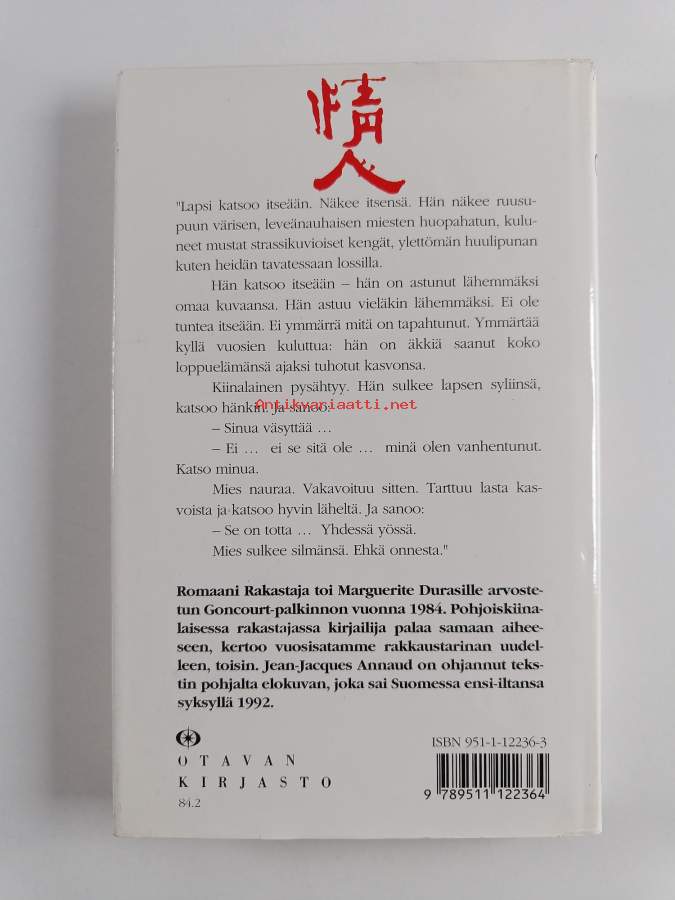 情
人
"Lapsi katsoo itseään. Näkee itsensä. Hän näkee ruusu-
puun värisen, leveänauhaisen miesten huopahatun, kulu-
neet mustat strassikuvioiset kengät, ylettömän huulipunan
kuten heidän tavatessaan lossilla.
Hän katsoo itseään – hän on astunut lähemmäksi
omaa kuvaansa. Hän astuu vieläkin lähemmäksi. Ei ole
tuntea itseään. Ei ymmärrä mitä on tapahtunut. Ymmärtää
kyllä vuosien kuluttua: hän on äkkiä saanut koko
loppuelämänsä ajaksi tuhotut kasvonsa.
Kiinalainen pysähtyy. Hän sulkee lapsen syliinsä,
katsoo hänkin. Ja sanoo:
Antikvariaatti.net
– Sinua väsyttää ...
– Ei ... ei se sitä ole ... minä olen vanhentunut.
Katso minua.
Mies nauraa. Vakavoituu sitten. Tarttuu lasta kas-
voista ja katsoo hyvin läheltä. Ja sanoo:
– Se on totta ... Yhdessä yössä.
Mies sulkee silmänsä. Ehkä onnesta."
Romaani Rakastaja toi Marguerite Durasille arvoste-
tun Goncourt-palkinnon vuonna 1984. Pohjoiskiina-
laisessa rakastajassa kirjailija palaa samaan aihee-
seen, kertoo vuosisatamme rakkaustarinan uudel-
leen, toisin. Jean-Jacques Annaud on ohjannut teks-
tin pohjalta elokuvan, joka sai Suomessa ensi-iltansa
syksyllä 1992.
OTAVAN
KIRJASTO
84.2
ISBN 951-1-12236-3
9 789511 122364